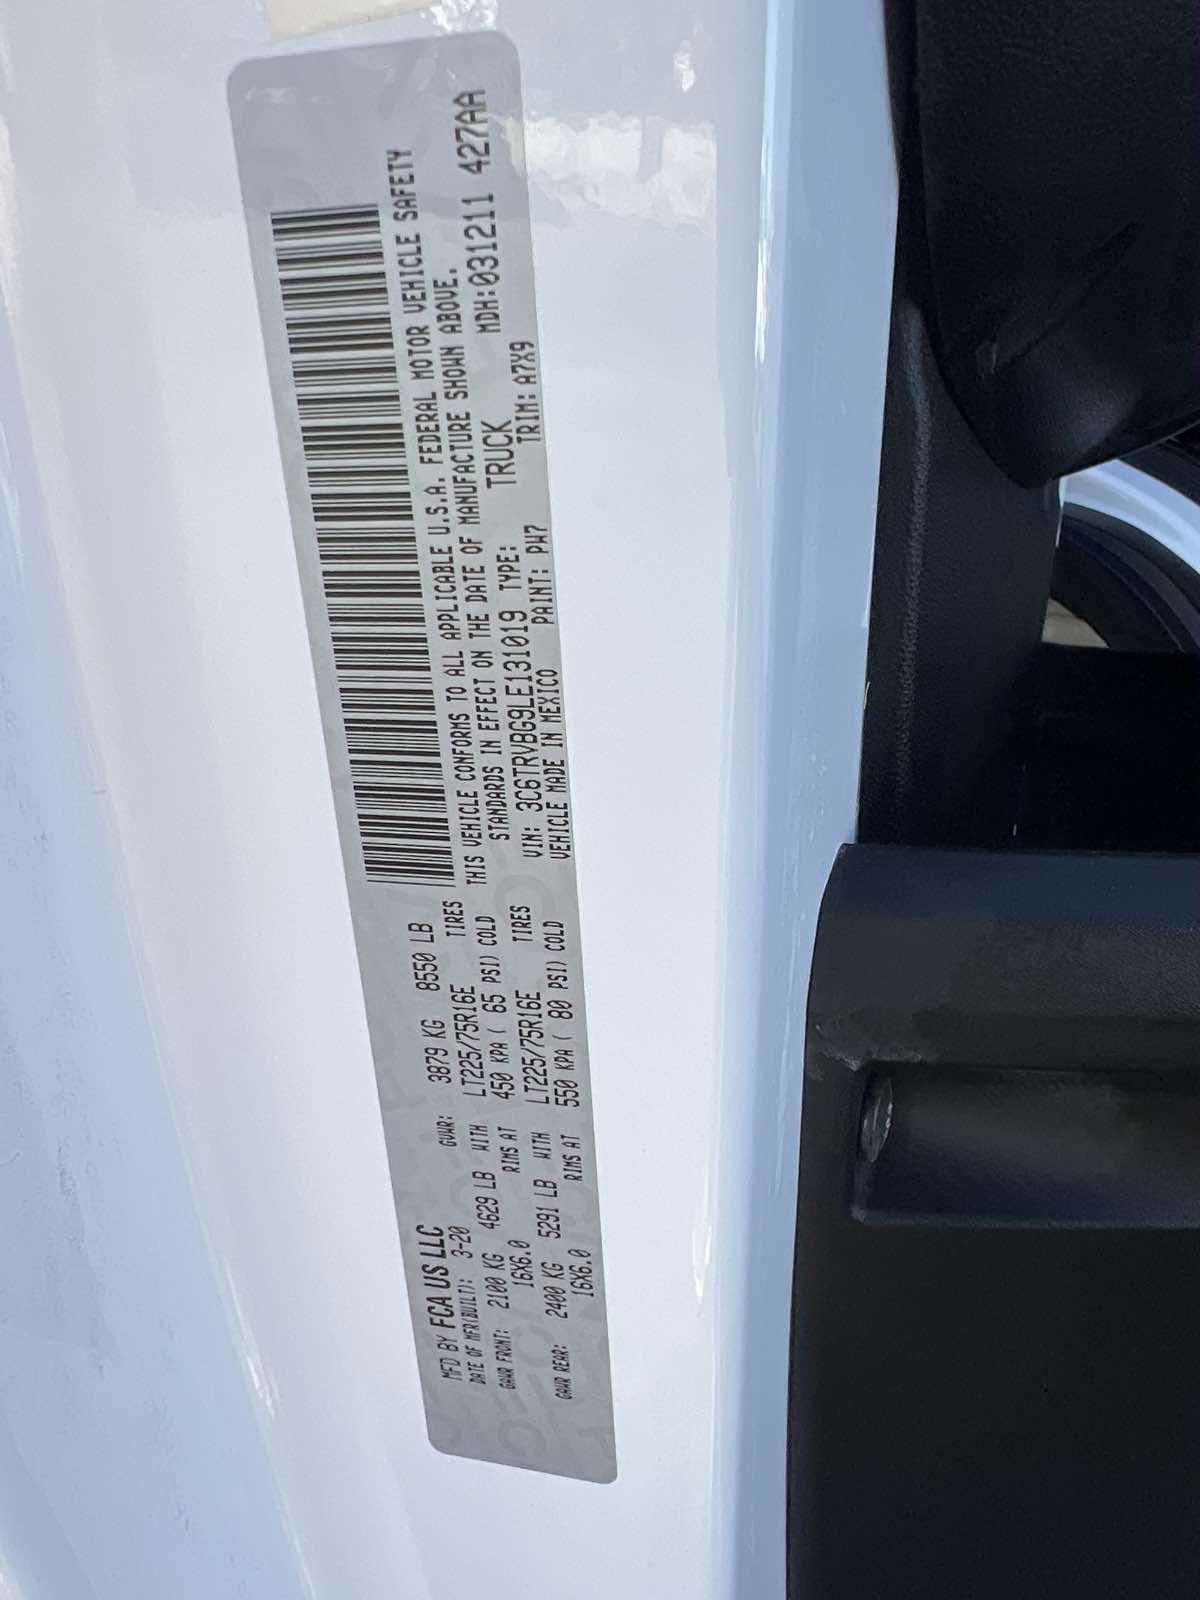 MFD BY FCA US LLC
DATE OF MFR(BUILT): 3-20 GVWR: 3879 KG 8550 LB
GAWR FRONT: 2100 KG 4629 LB WITH LT225/75R16E TIRES
16X6.0 RIMS AT 450 KPA ( 65 PSI) COLD
GAWR REAR: 2400 KG 5291 LB WITH LT225/75R16E TIRES
16X6.0 RIMS AT 550 KPA ( 80 PSI) COLD
THIS VEHICLE CONFORMS TO ALL APPLICABLE U.S.A. FEDERAL MOTOR VEHICLE SAFETY
STANDARDS IN EFFECT ON THE DATE OF MANUFACTURE SHOWN ABOVE.
VIN: 3C6TRVBG9LE131019 TYPE: TRUCK MDH:031211 427AA
VEHICLE MADE IN MEXICO PAINT: PW7 TRIM: A7X9